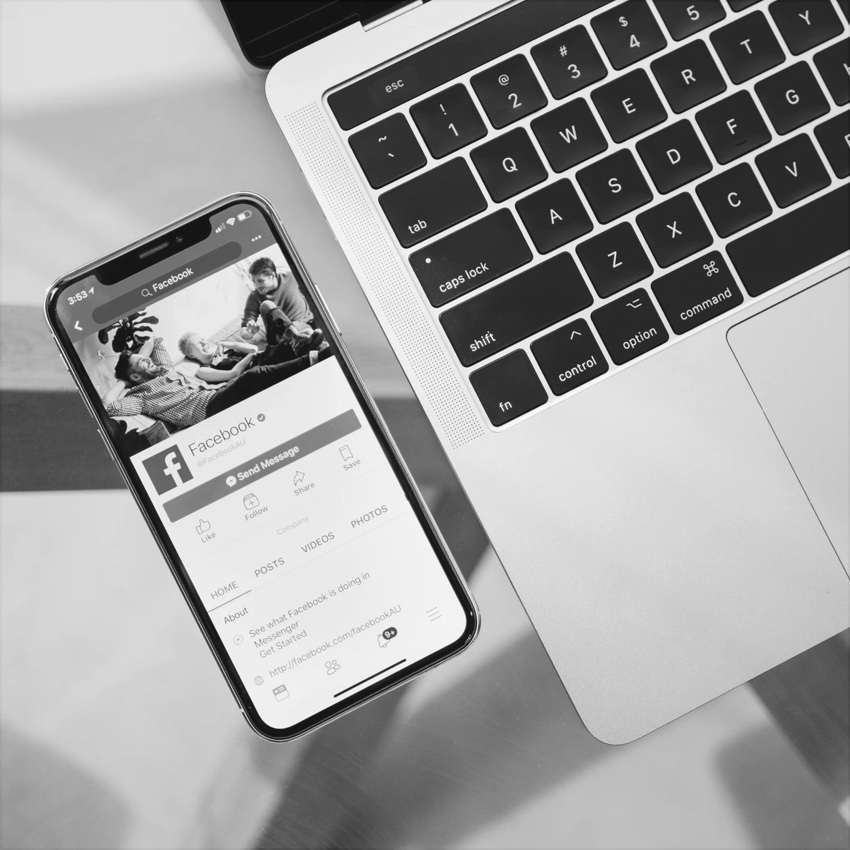 3:53
Facebook
Facebook
@FacebookAU
Send Message
Like
Follow
Share
Save
Company
HOME
POSTS
VIDEOS
PHOTOS
About
See what Facebook is doing in
Messenger
Get Started
http://facebook.com/facebookAU
9+
esc
~ ` ! 1 @ 2 # 3 $ 4 5
tab Q W E R T Y
caps lock A S D F G
shift Z X C V
fn ^ control ⌥ option ⌘ command